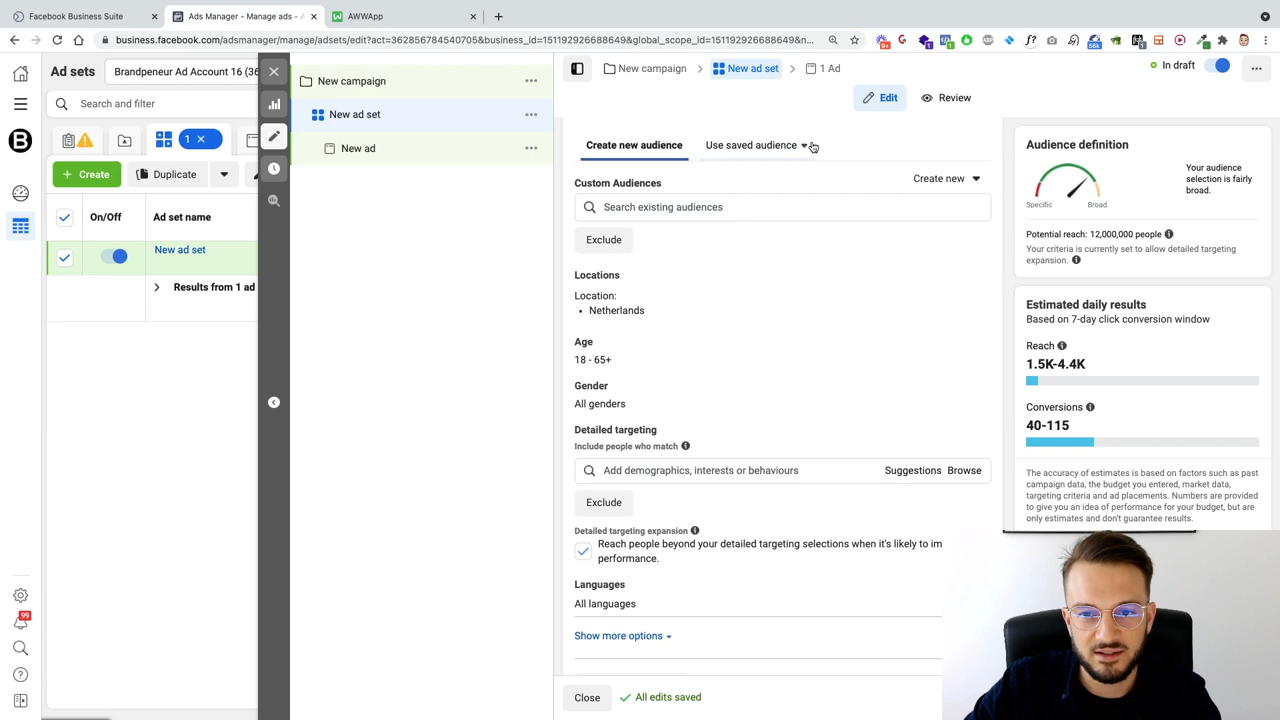 Facebook Business Suite
Ads Manager - Manage ads -
AWWApp
business.facebook.com/adsmanager/manage/adsets/edit?act=362856784540705&business_id=1511922926688649&global_scope_id=1511922926688649&n...
Ad sets
Brandpeneur Ad Account 16 (36
Search and filter
1
Create
Duplicate
On/Off
Ad set name
New ad set
Results from 1 ad
99
New campaign
New ad set
New ad
New campaign
New ad set
1 Ad
In draft
Edit
Review
Create new audience
Use saved audience
Custom Audiences
Create new
Search existing audiences
Exclude
Locations
Location:
• Netherlands
Age
18 - 65+
Gender
All genders
Detailed targeting
Include people who match
Add demographics, interests or behaviours
Suggestions
Browse
Exclude
Detailed targeting expansion
Reach people beyond your detailed targeting selections when it's likely to im
performance.
Languages
All languages
Show more options
Close
All edits saved
Audience definition
Your audience
selection is fairly
broad.
Specific
Broad
Potential reach: 12,000,000 people
Your criteria is currently set to allow detailed targeting
expansion.
Estimated daily results
Based on 7-day click conversion window
Reach
1.5K-4.4K
Conversions
40-115
The accuracy of estimates is based on factors such as past
campaign data, the budget you entered, market data,
targeting criteria and ad placements. Numbers are provided
to give you an idea of performance for your budget, but are
only estimates and don't guarantee results.